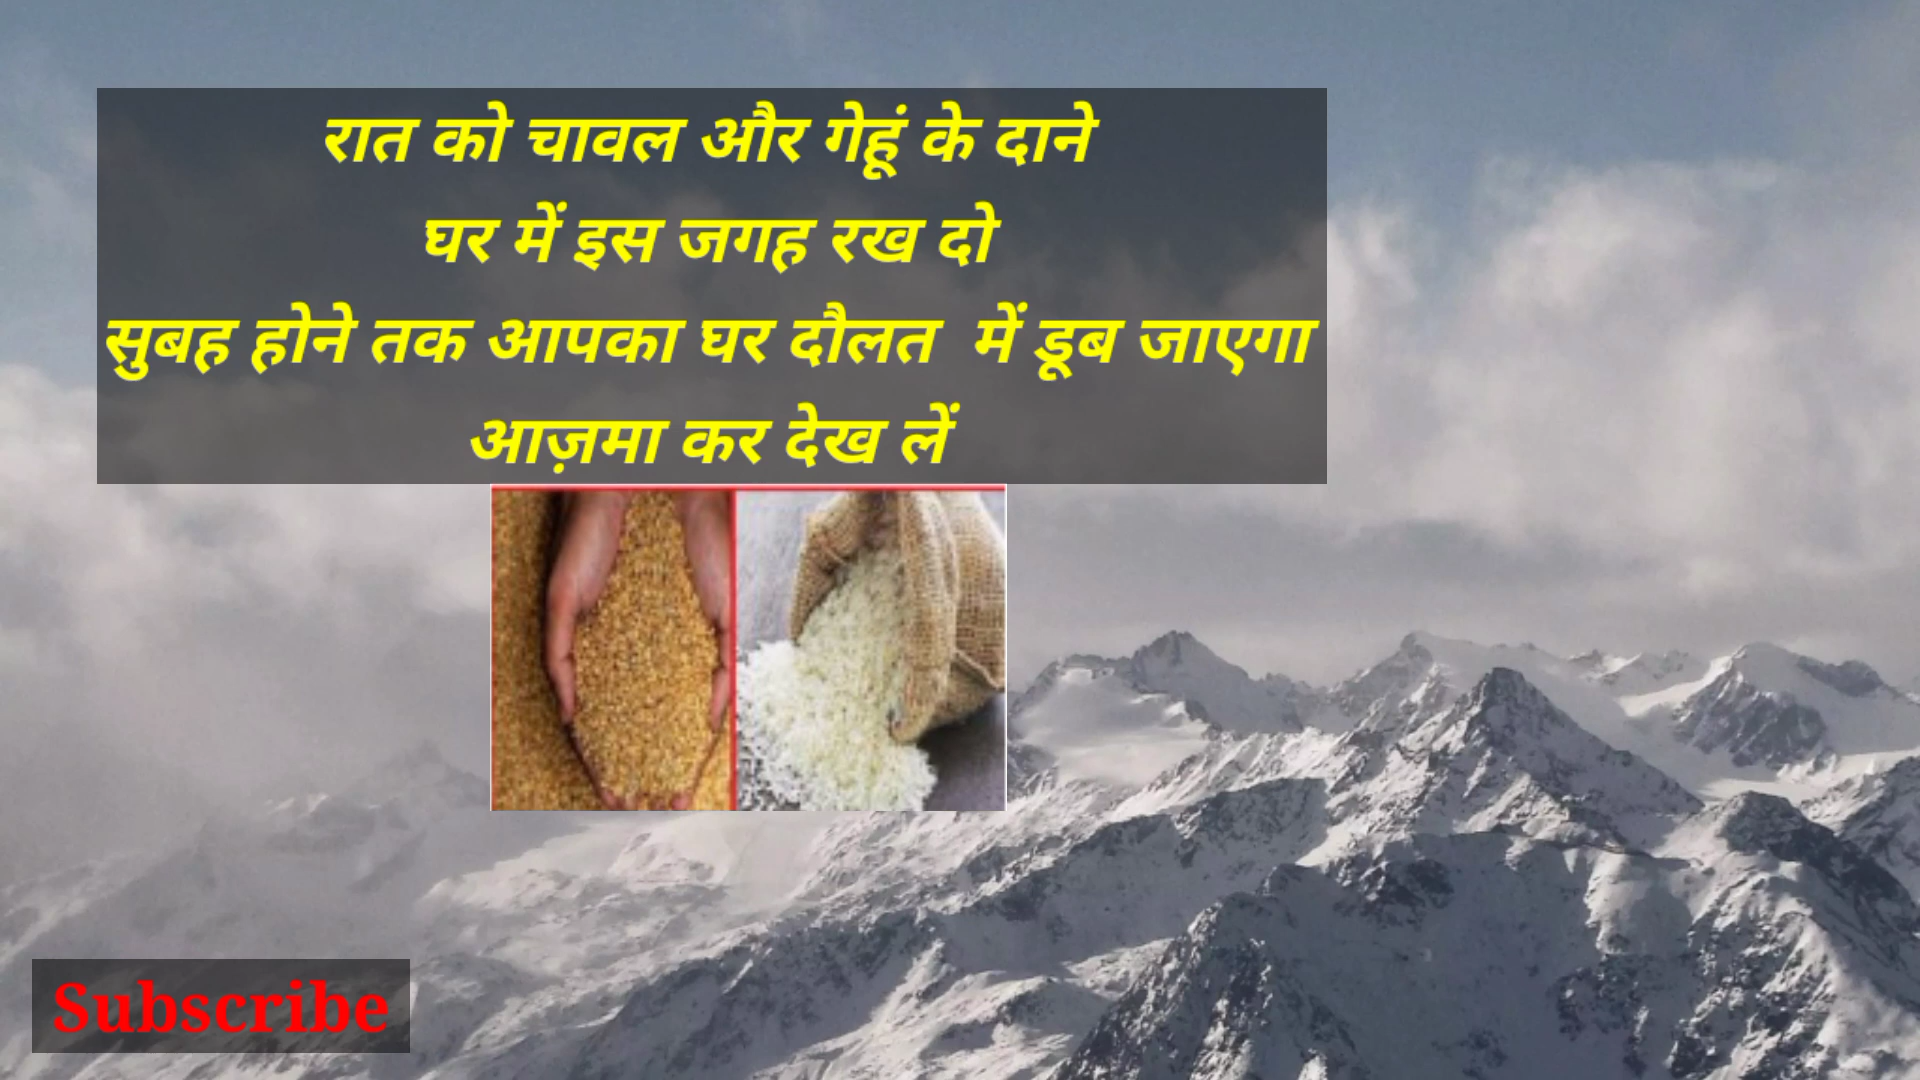 रात को चावल और गेहूं के दाने
घर में इस जगह रख दो
सुबह होने तक आपका घर दौलत में डूब जाएगा
आज़मा कर देख लें
Subscribe